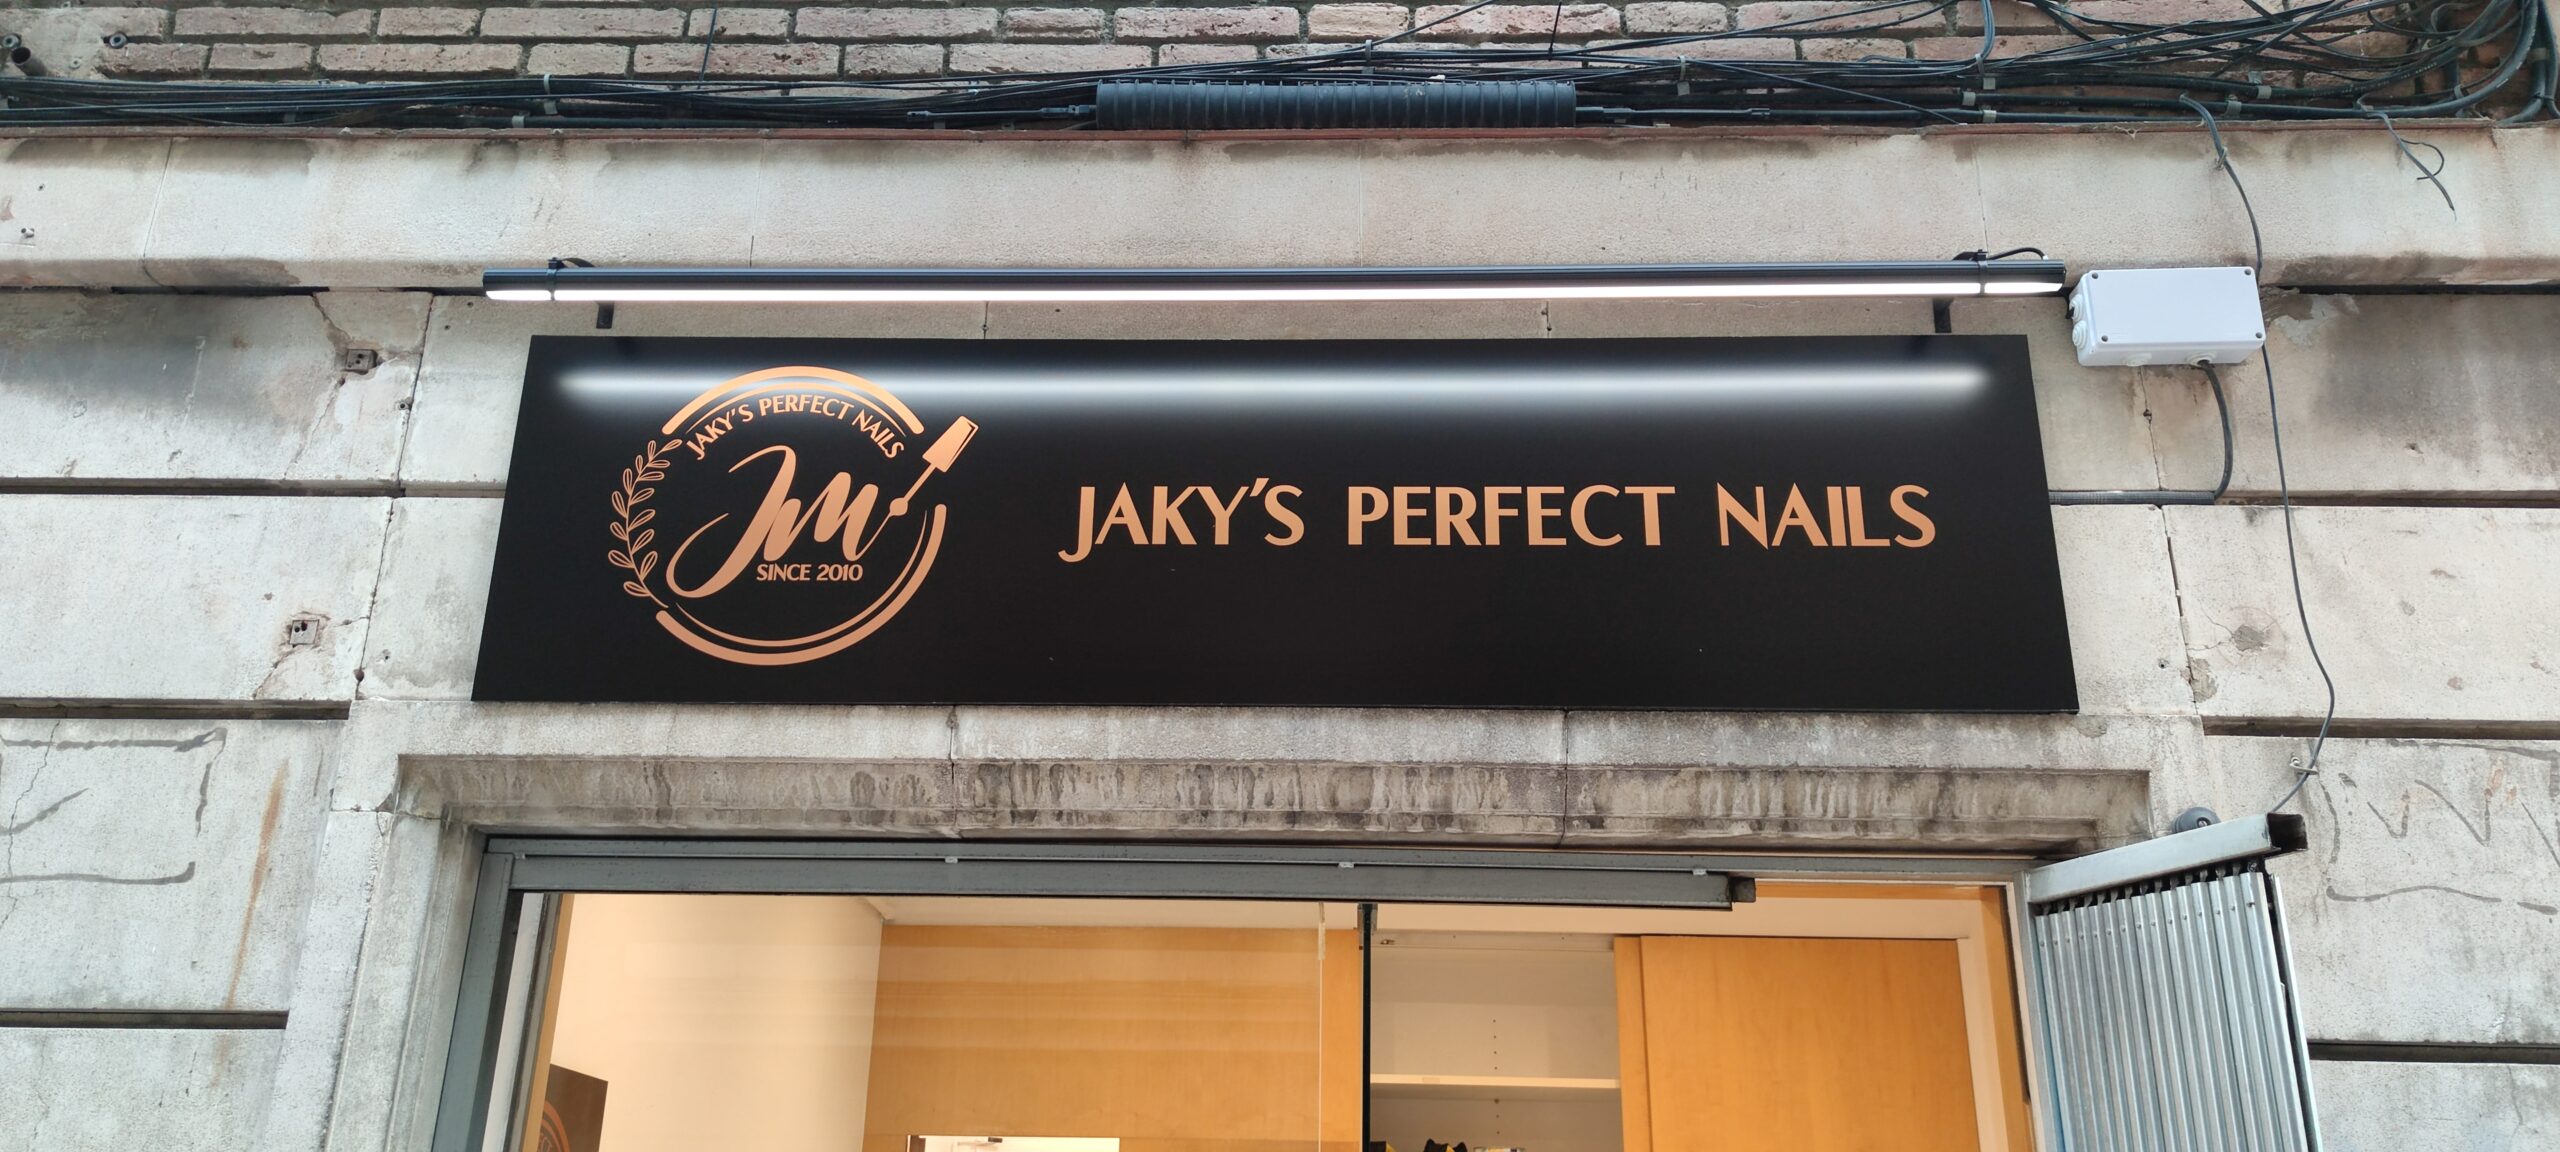 JAKY'S PERFECT NAILS
JM
SINCE 2010
JAKY'S PERFECT NAILS